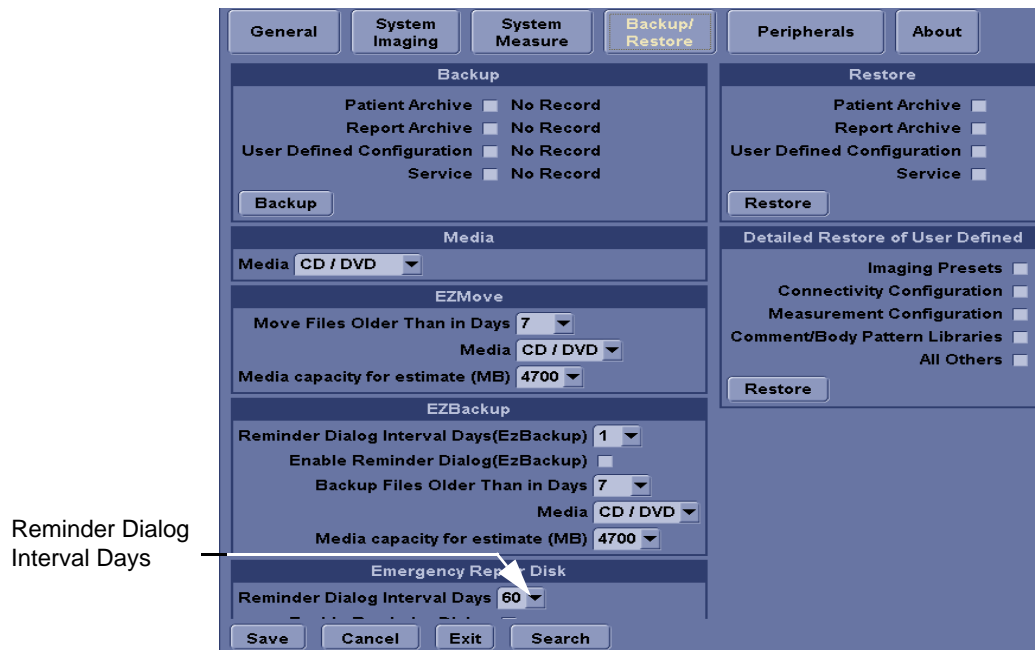 General
System Imaging
System Measure
Backup/ Restore
Peripherals
About
Backup
Patient Archive No Record
Report Archive No Record
User Defined Configuration No Record
Service No Record
Backup
Media
Media CD / DVD
EZMove
Move Files Older Than in Days 7
Media CD / DVD
Media capacity for estimate (MB) 4700
EZBackup
Reminder Dialog Interval Days(EzBackup) 1
Enable Reminder Dialog(EzBackup)
Backup Files Older Than in Days 7
Media CD / DVD
Media capacity for estimate (MB) 4700
Emergency Repair Disk
Reminder Dialog Interval Days 60
Restore
Patient Archive
Report Archive
User Defined Configuration
Service
Restore
Detailed Restore of User Defined
Imaging Presets
Connectivity Configuration
Measurement Configuration
Comment/Body Pattern Libraries
All Others
Restore
Save
Cancel
Exit
Search
Reminder Dialog
Interval Days